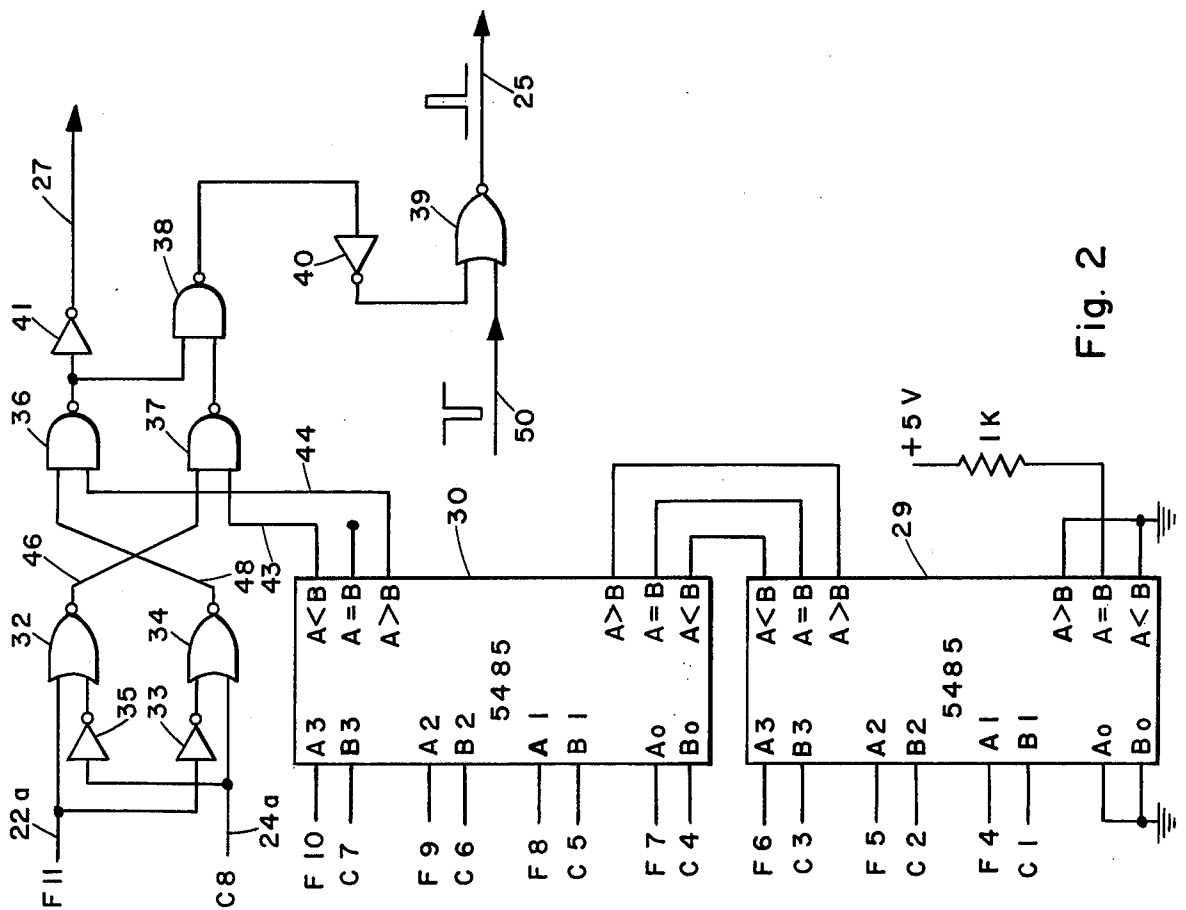 F11
22a
C8
24a
35
33
32
34
46
48
43
44
36
37
41
38
27
40
39
25
50
30
F10
C7
F9
C6
F8
C5
F7
C4
A3
B3
A2
B2
A1
B1
Ao
Bo
5485
A<B
A=B
A>B
A>B
A=B
A<B
29
F6
C3
F5
C2
F4
C1
A3
B3
A2
B2
A1
B1
Ao
Bo
5485
A<B
A=B
A>B
A>B
A=B
A<B
+5V
1K
Fig. 2